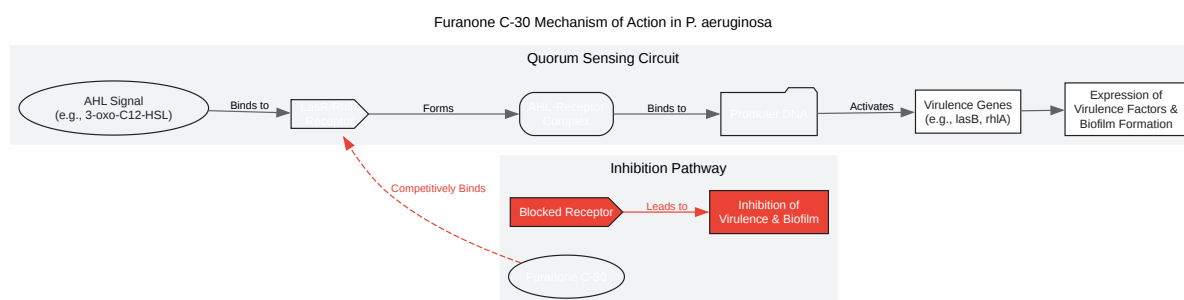 Furanone C-30 Mechanism of Action in P. aeruginosa
Quorum Sensing Circuit
AHL Signal
(e.g., 3-oxo-C12-HSL)
Binds to
Receptor
Forms
AHL-Receptor
Complex
Binds to
Promoter DNA
Activates
Virulence Genes
(e.g., lasB, rhlA)
Expression of
Virulence Factors &
Biofilm Formation
Competitively Binds
Inhibition Pathway
Blocked Receptor
Leads to
Inhibition of
Virulence & Biofilm
Furanone C-30